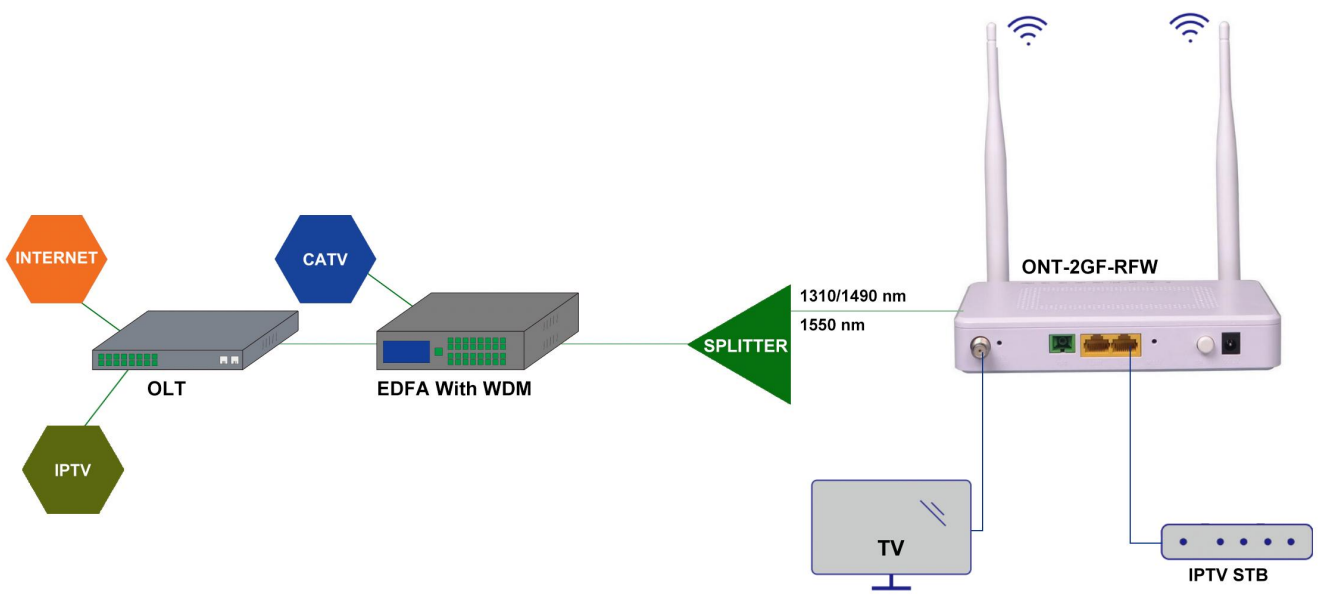 INTERNET
CATV
IPTV
OLT
EDFA With WDM
SPLITTER
1310/1490 nm
1550 nm
ONT-2GF-RFW
TV
IPTV STB